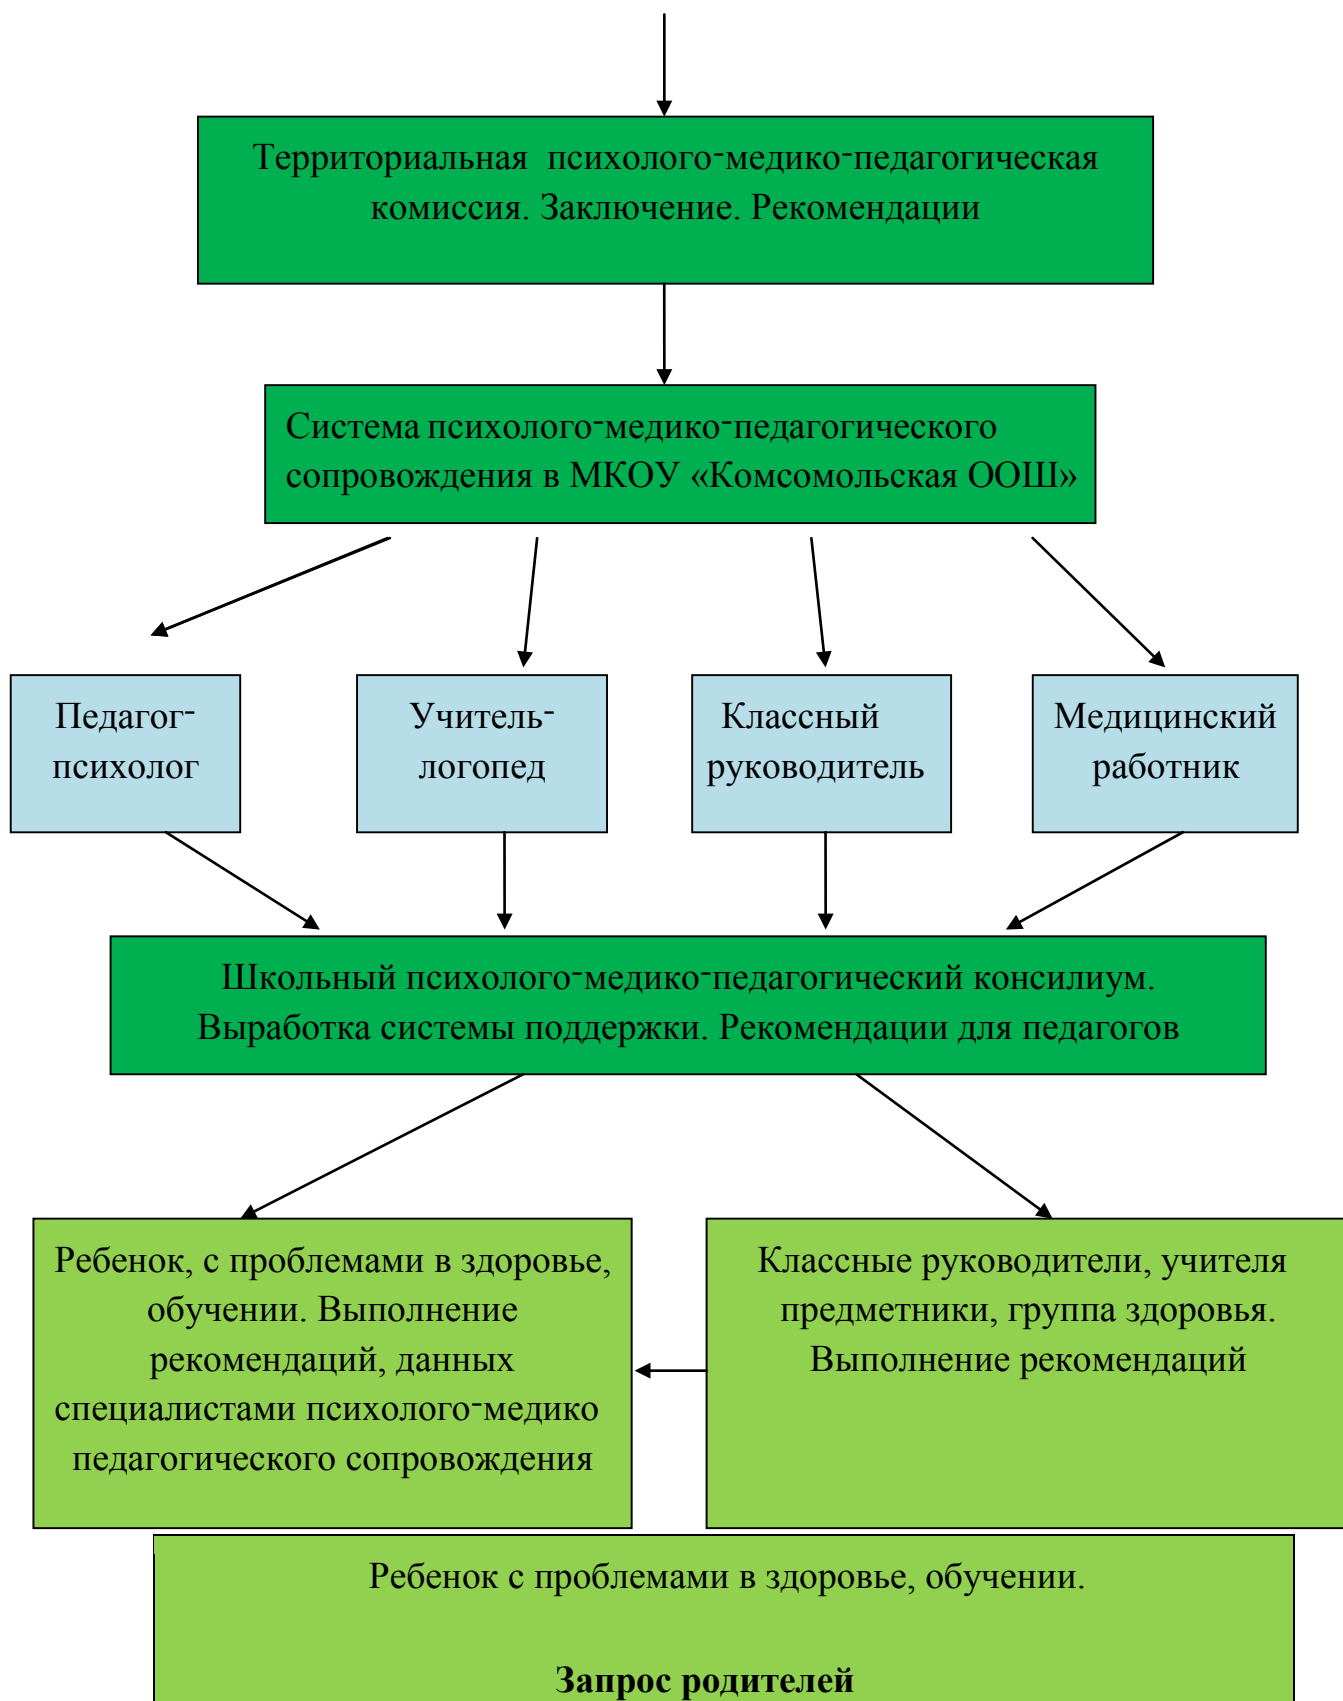 Территориальная психолого-медико-педагогическая
комиссия. Заключение. Рекомендации
Система психолого-медико-педагогического
сопровождения в МКОУ «Комсомольская ООШ»
Педагог-
психолог
Учитель-
логопед
Классный
руководитель
Медицинский
работник
Школьный психолого-медико-педагогический консилиум.
Выработка системы поддержки. Рекомендации для педагогов
Ребенок, с проблемами в здоровье,
обучении. Выполнение
рекомендаций, данных
специалистами психолого-медико
педагогического сопровождения
Классные руководители, учителя
предметники, группа здоровья.
Выполнение рекомендаций
Ребенок с проблемами в здоровье, обучении.
Запрос родителей